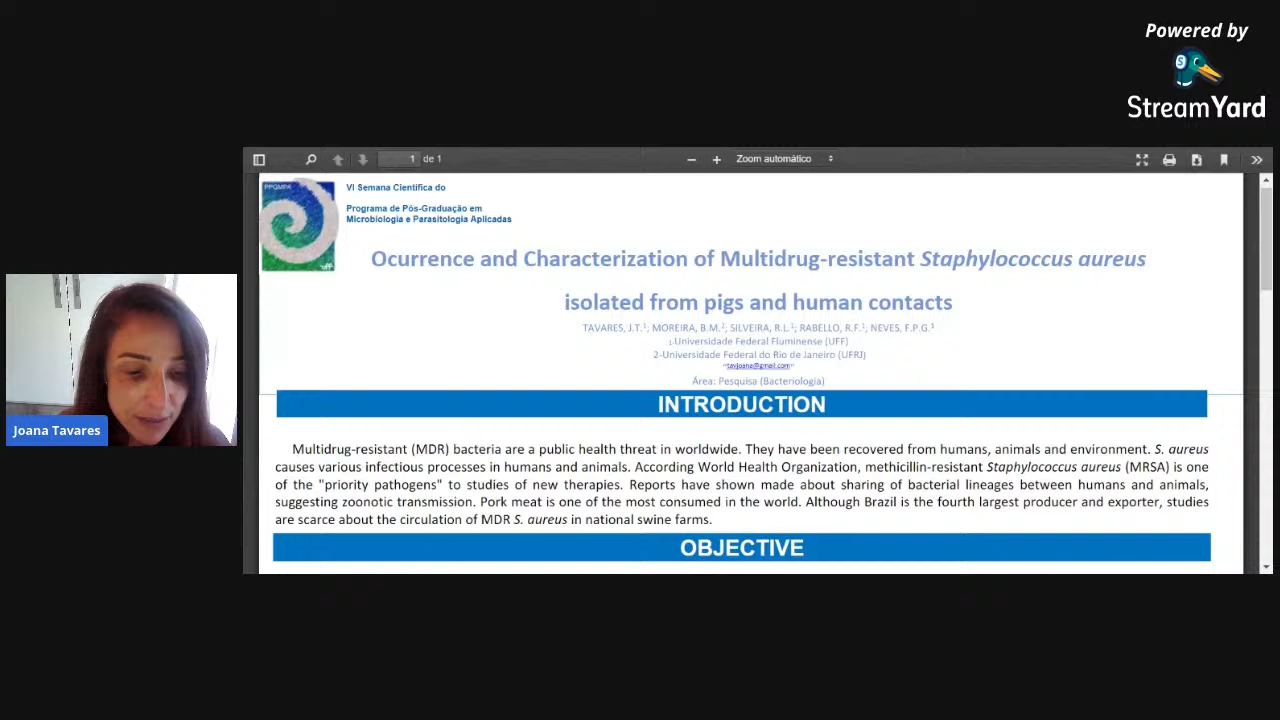 Powered by
StreamYard
1 de 1
Zoom automático
PPGMPA
VI Semana Científica do
Programa de Pós-Graduação em
Microbiologia e Parasitologia Aplicadas
uff
Ocurrence and Characterization of Multidrug-resistant Staphylococcus aureus
isolated from pigs and human contacts
TAVARES, J.T.¹; MOREIRA, B.M.²; SILVEIRA, R.L.¹; RABELLO, R.F.¹; NEVES, F.P.G.¹
1-Universidade Federal Fluminense (UFF)
2-Universidade Federal do Rio de Janeiro (UFRJ)
"tavjoana@gmail.com"
Área: Pesquisa (Bacteriologia)
INTRODUCTION
Multidrug-resistant (MDR) bacteria are a public health threat in worldwide. They have been recovered from humans, animals and environment. S. aureus
causes various infectious processes in humans and animals. According World Health Organization, methicillin-resistant Staphylococcus aureus (MRSA) is one
of the "priority pathogens" to studies of new therapies. Reports have shown made about sharing of bacterial lineages between humans and animals,
suggesting zoonotic transmission. Pork meat is one of the most consumed in the world. Although Brazil is the fourth largest producer and exporter, studies
are scarce about the circulation of MDR S. aureus in national swine farms.
OBJECTIVE
Joana Tavares